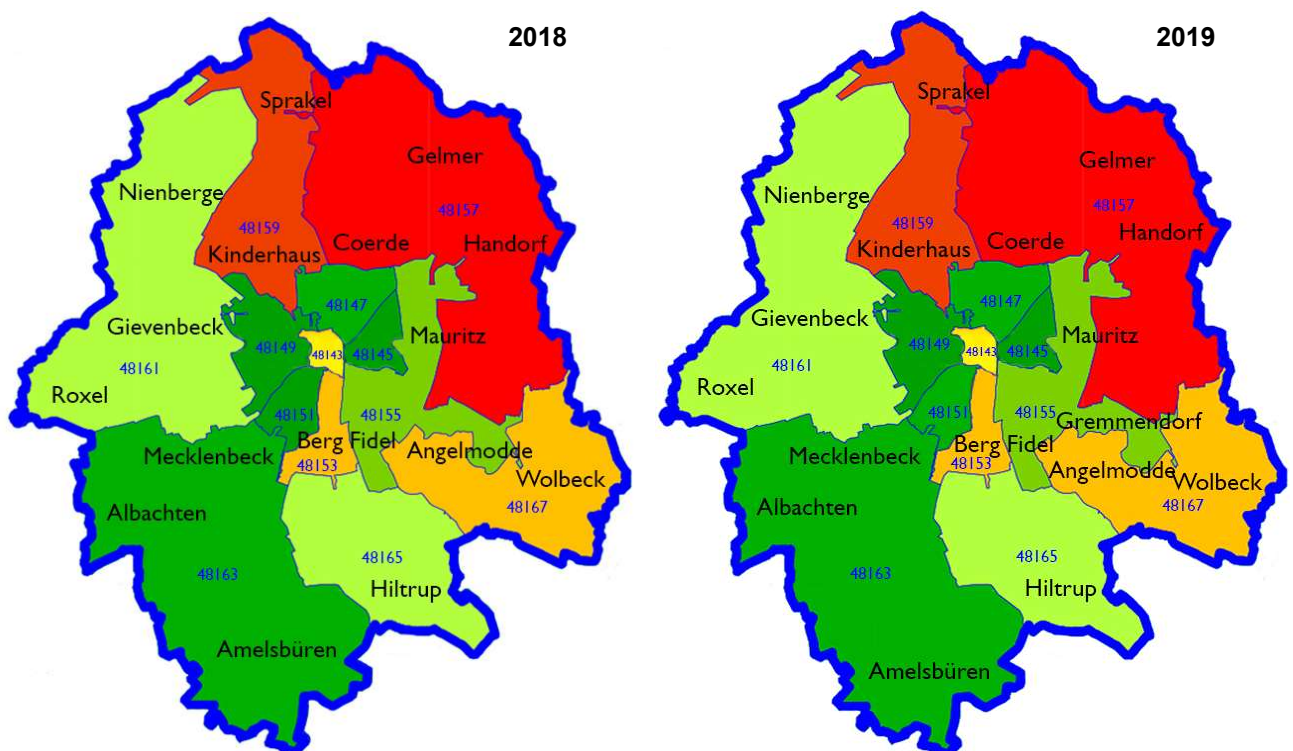 2018
Sprakel
Gelmer
Nienberge
48157
48159
Coerde
Handorf
Kinderhaus
48147
Gievenbeck
Mauritz
48149
48143
48145
48161
Roxel
48151
48155
Berg Fidel
Angelmodde
Mecklenbeck
48153
Wolbeck
48167
Albachten
48165
48163
Hiltrup
Amelsbüren
2019
Sprakel
Gelmer
Nienberge
48157
48159
Handorf
Coerde
Kinderhaus
48147
Gievenbeck
Mauritz
48149
48143
48145
48161
Roxel
48151
48155
Gremmendorf
Berg Fidel
Mecklenbeck
48153
Angelmodde
Wolbeck
48167
Albachten
48165
48163
Hiltrup
Amelsbüren